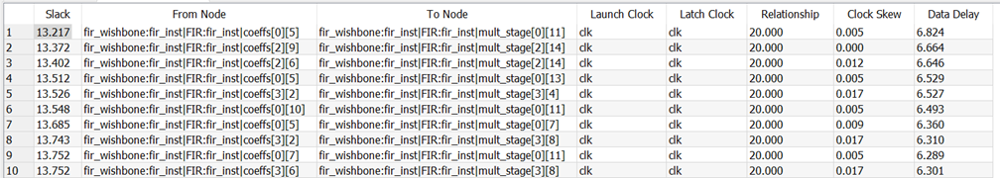 Slack From Node To Node Launch Clock Latch Clock Relationship Clock Skew Data Delay
1 13.217 fir_wishbone:fir_inst|FIR:fir_inst|coeffs[0][5] fir_wishbone:fir_inst|FIR:fir_inst|mult_stage[0][11] clk clk 20.000 0.005 6.824
2 13.372 fir_wishbone:fir_inst|FIR:fir_inst|coeffs[2][9] fir_wishbone:fir_inst|FIR:fir_inst|mult_stage[2][14] clk clk 20.000 0.000 6.664
3 13.402 fir_wishbone:fir_inst|FIR:fir_inst|coeffs[2][6] fir_wishbone:fir_inst|FIR:fir_inst|mult_stage[2][14] clk clk 20.000 0.012 6.646
4 13.512 fir_wishbone:fir_inst|FIR:fir_inst|coeffs[0][5] fir_wishbone:fir_inst|FIR:fir_inst|mult_stage[0][13] clk clk 20.000 0.005 6.529
5 13.526 fir_wishbone:fir_inst|FIR:fir_inst|coeffs[3][2] fir_wishbone:fir_inst|FIR:fir_inst|mult_stage[3][4] clk clk 20.000 0.017 6.527
6 13.548 fir_wishbone:fir_inst|FIR:fir_inst|coeffs[0][10] fir_wishbone:fir_inst|FIR:fir_inst|mult_stage[0][11] clk clk 20.000 0.005 6.493
7 13.685 fir_wishbone:fir_inst|FIR:fir_inst|coeffs[0][5] fir_wishbone:fir_inst|FIR:fir_inst|mult_stage[0][7] clk clk 20.000 0.009 6.360
8 13.743 fir_wishbone:fir_inst|FIR:fir_inst|coeffs[3][2] fir_wishbone:fir_inst|FIR:fir_inst|mult_stage[3][8] clk clk 20.000 0.017 6.310
9 13.752 fir_wishbone:fir_inst|FIR:fir_inst|coeffs[0][7] fir_wishbone:fir_inst|FIR:fir_inst|mult_stage[0][11] clk clk 20.000 0.005 6.289
10 13.752 fir_wishbone:fir_inst|FIR:fir_inst|coeffs[3][6] fir_wishbone:fir_inst|FIR:fir_inst|mult_stage[3][8] clk clk 20.000 0.017 6.301